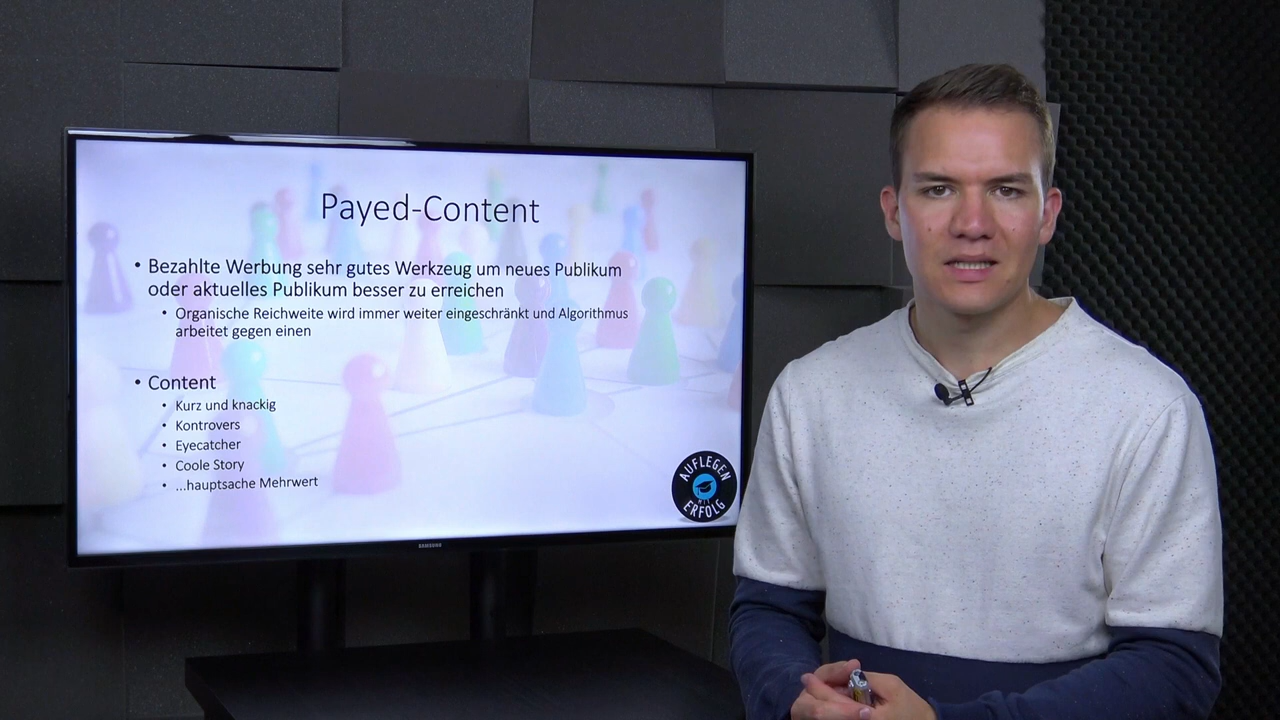 Payed-Content
• Bezahlte Werbung sehr gutes Werkzeug um neues Publikum
oder aktuelles Publikum besser zu erreichen
• Organische Reichweite wird immer weiter eingeschränkt und Algorithmus
arbeitet gegen einen
• Content
• Kurz und knackig
• Kontrovers
• Eyecatcher
• Coole Story
• ...hauptsache Mehrwert
AUFLEGEN
MIT
ERFOLG
SAMSUNG